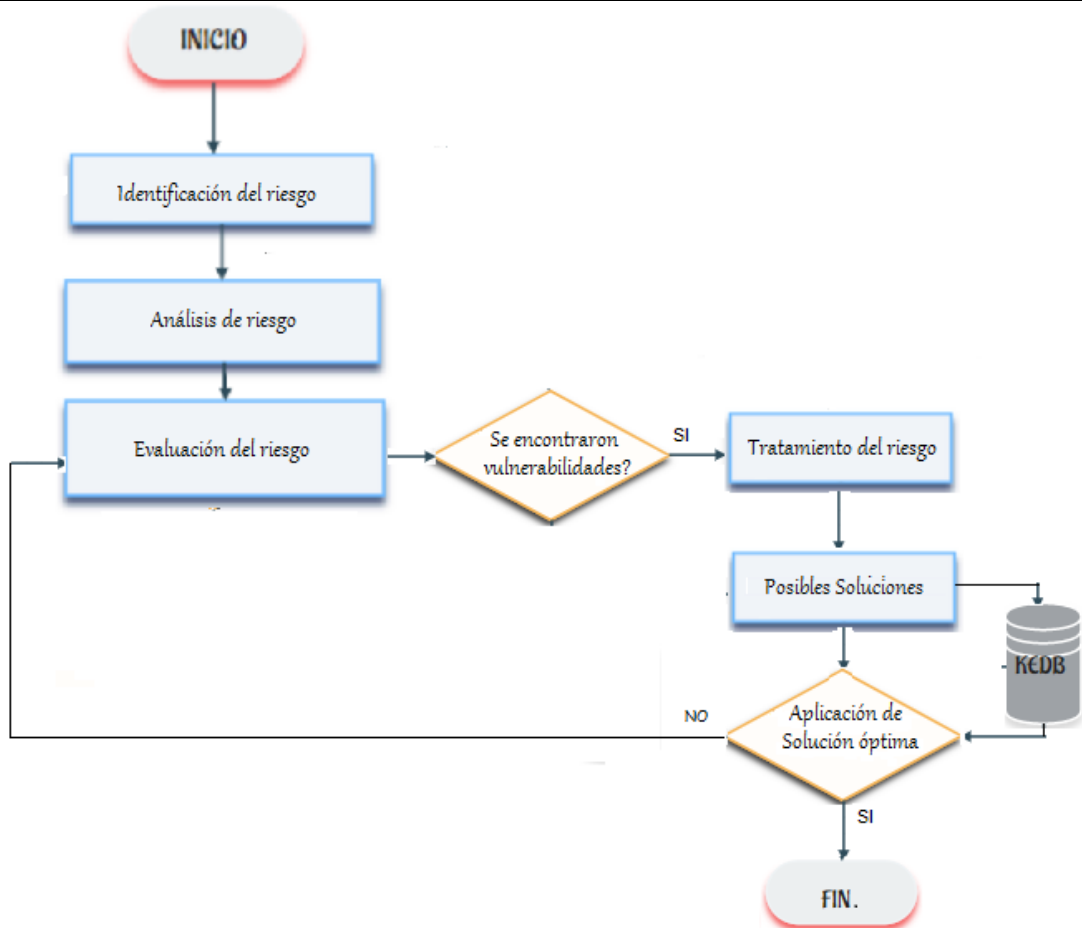 INICIO
Identificación del riesgo
Análisis de riesgo
Evaluación del riesgo
Se encontraron
vulnerabilidades?
SI
Tratamiento del riesgo
Posibles Soluciones
KEDB
NO
Aplicación de
Solución óptima
SI
FIN.